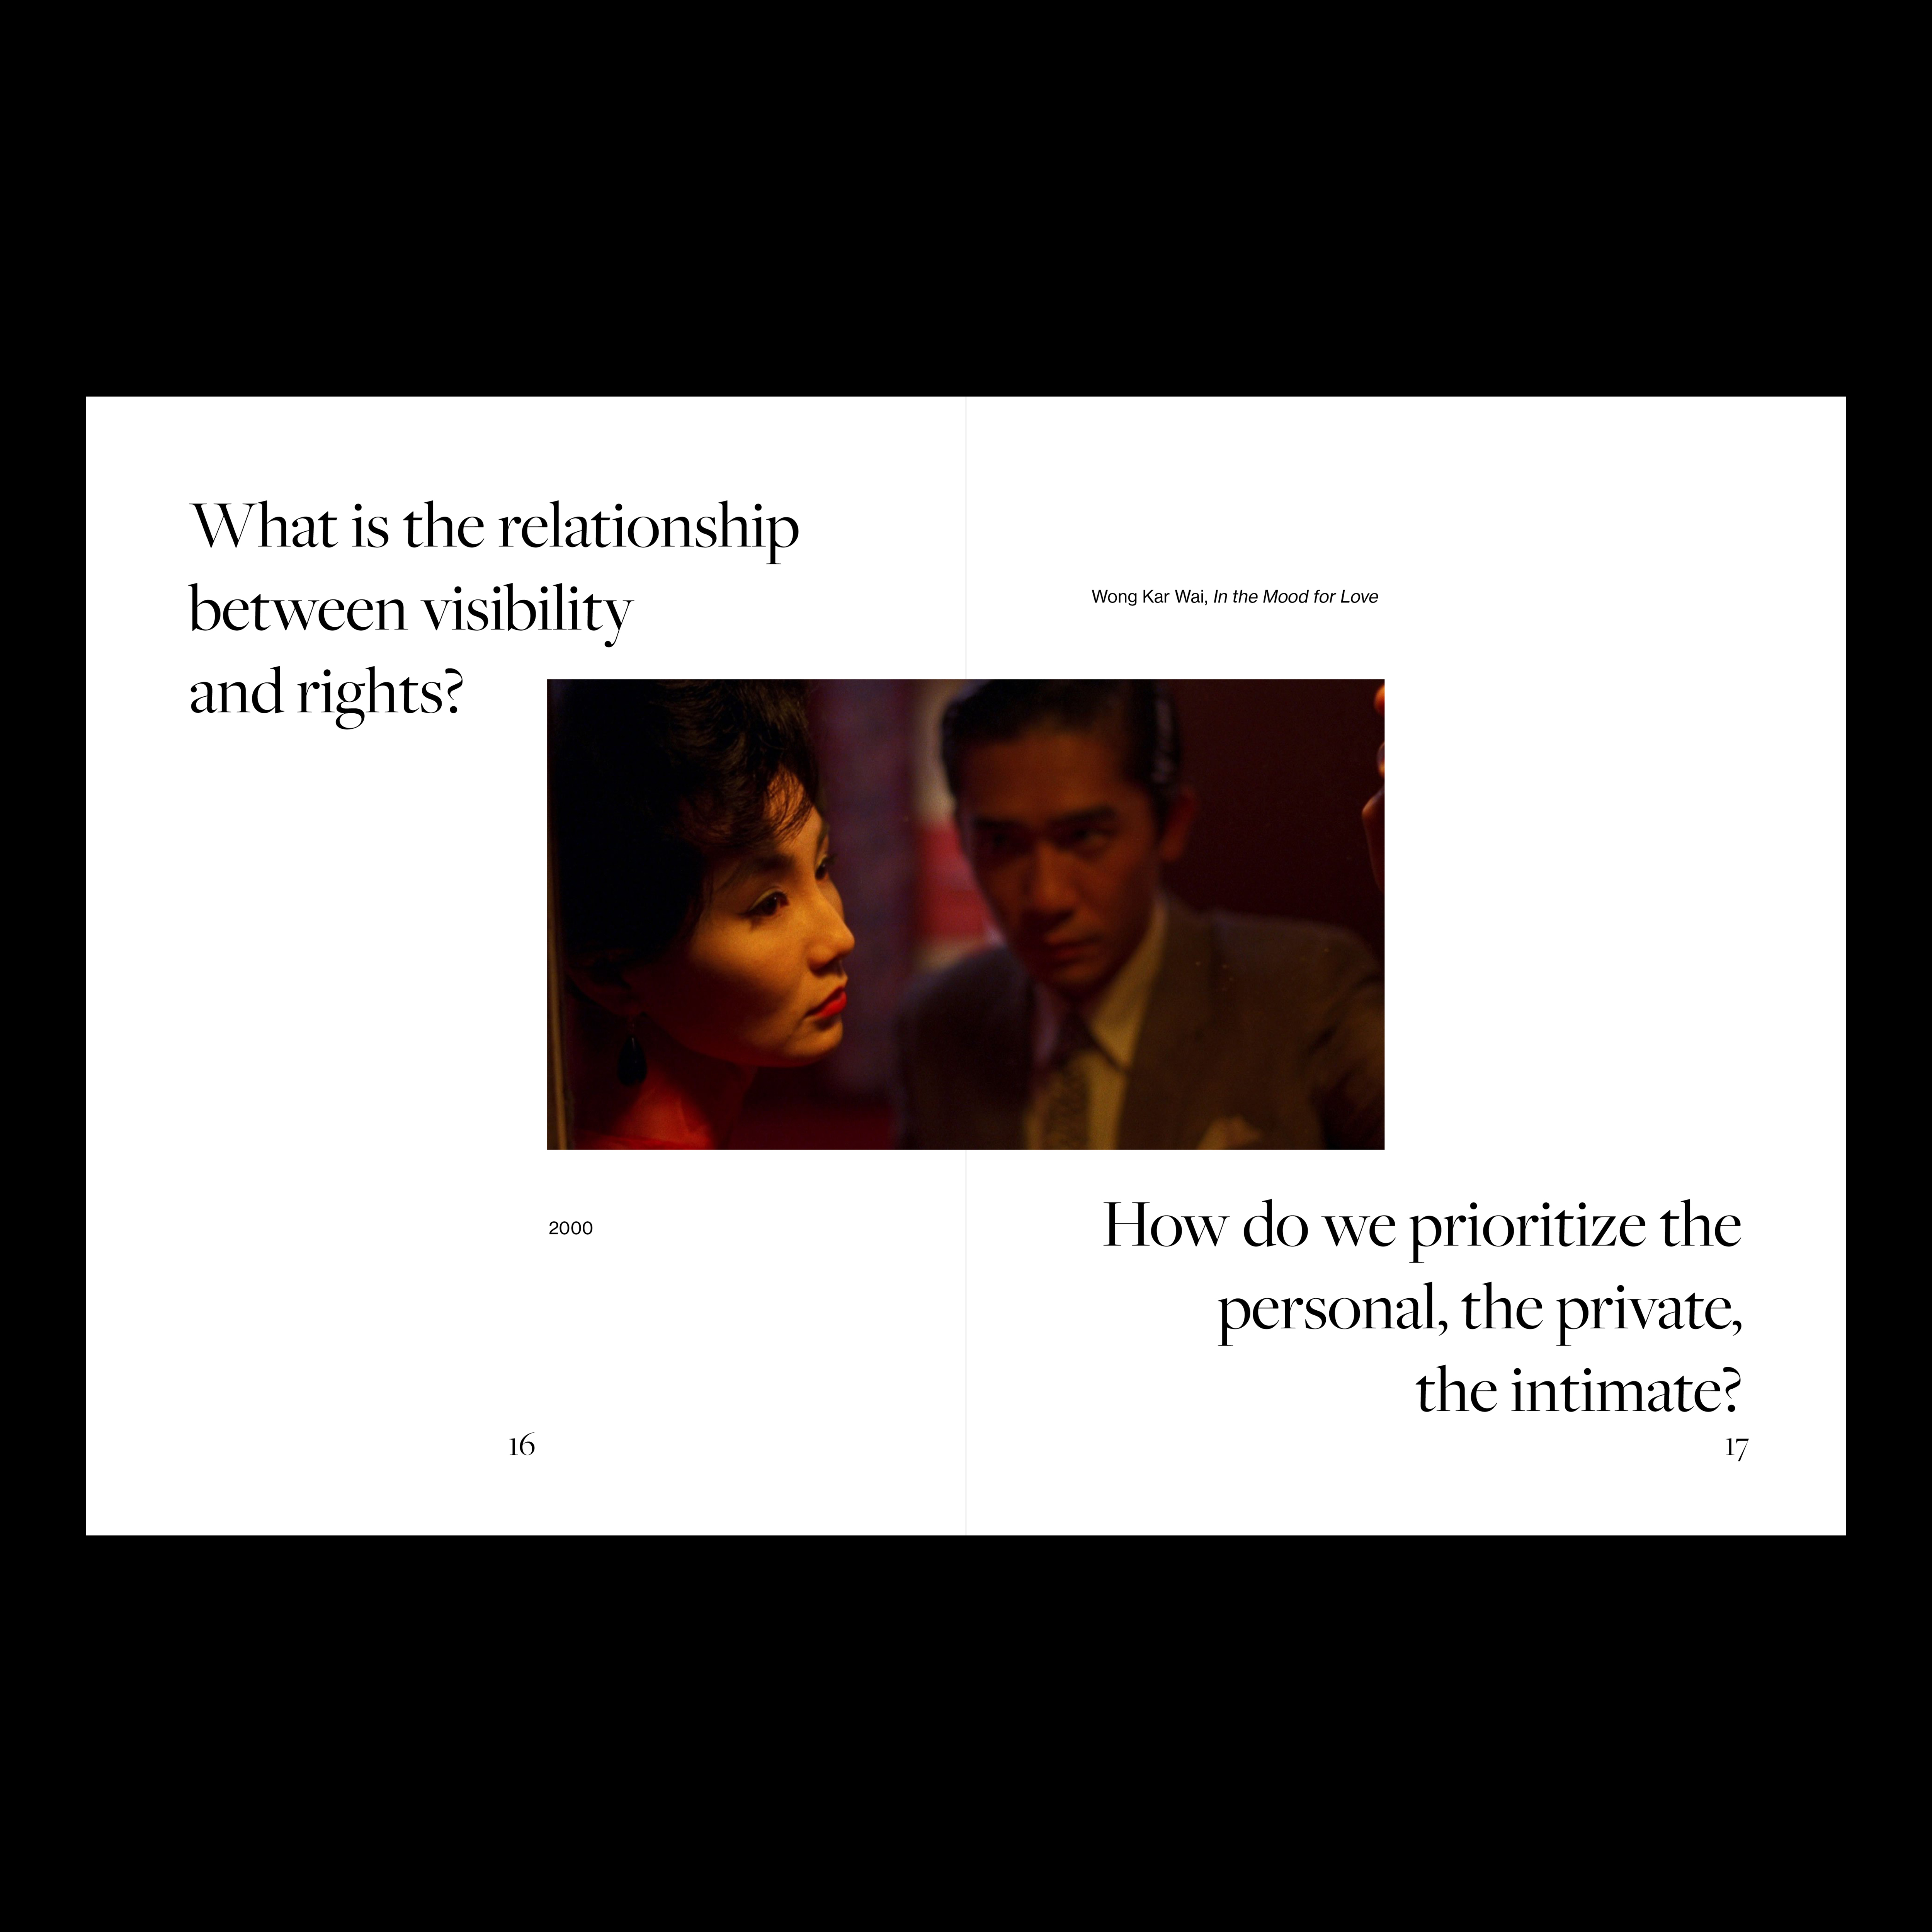 What is the relationship
between visibility
and rights?
Wong Kar Wai, In the Mood for Love
2000
How do we prioritize the
personal, the private,
the intimate?
16
17